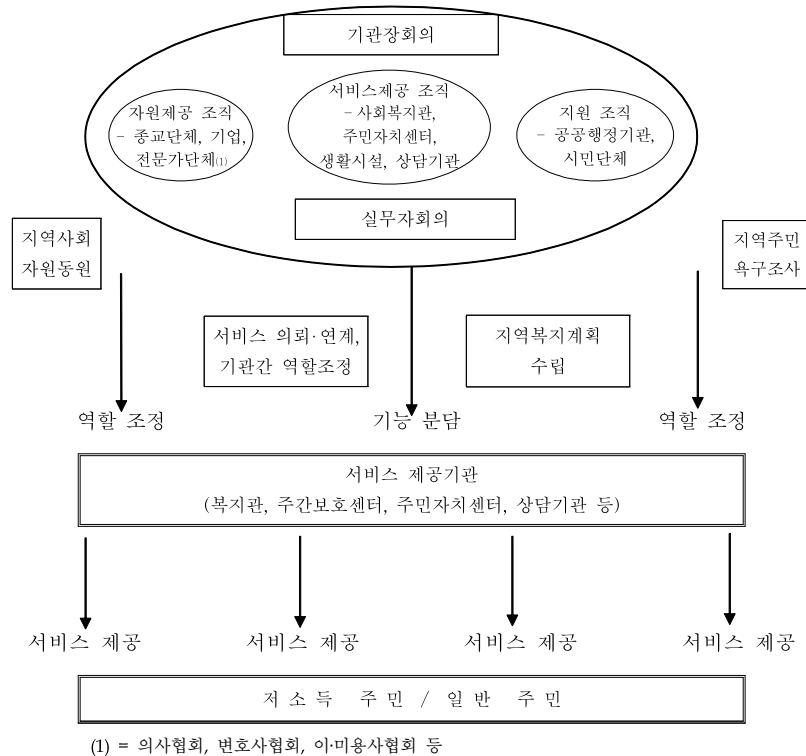 기관장회의
자원제공 조직
- 종교단체, 기업,
전문가단체(1)
서비스제공 조직
- 사회복지관,
주민자치센터,
생활시설, 상담기관
지원 조직
- 공공행정기관,
시민단체
실무자회의
지역사회
자원동원
지역주민
욕구조사
서비스 의뢰·연계,
기관간 역할조정
지역복지계획
수립
역할 조정
기능 분담
역할 조정
서비스 제공기관
(복지관, 주간보호센터, 주민자치센터, 상담기관 등)
서비스 제공
서비스 제공
서비스 제공
서비스 제공
저소득 주민 / 일반 주민
(1) = 의사협회, 변호사협회, 이·미용사협회 등